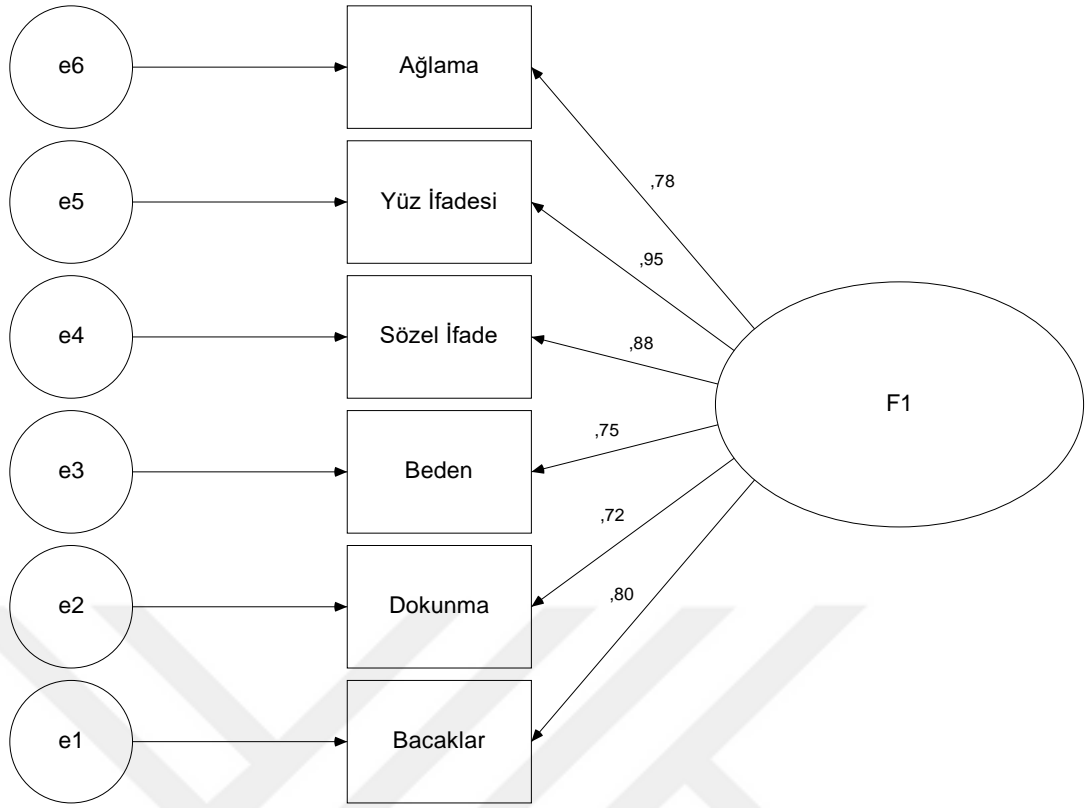 e6
Ağlama
,78
e5
Yüz İfadesi
,95
e4
Sözel İfade
,88
F1
e3
Beden
,75
e2
Dokunma
,72
e1
Bacaklar
,80